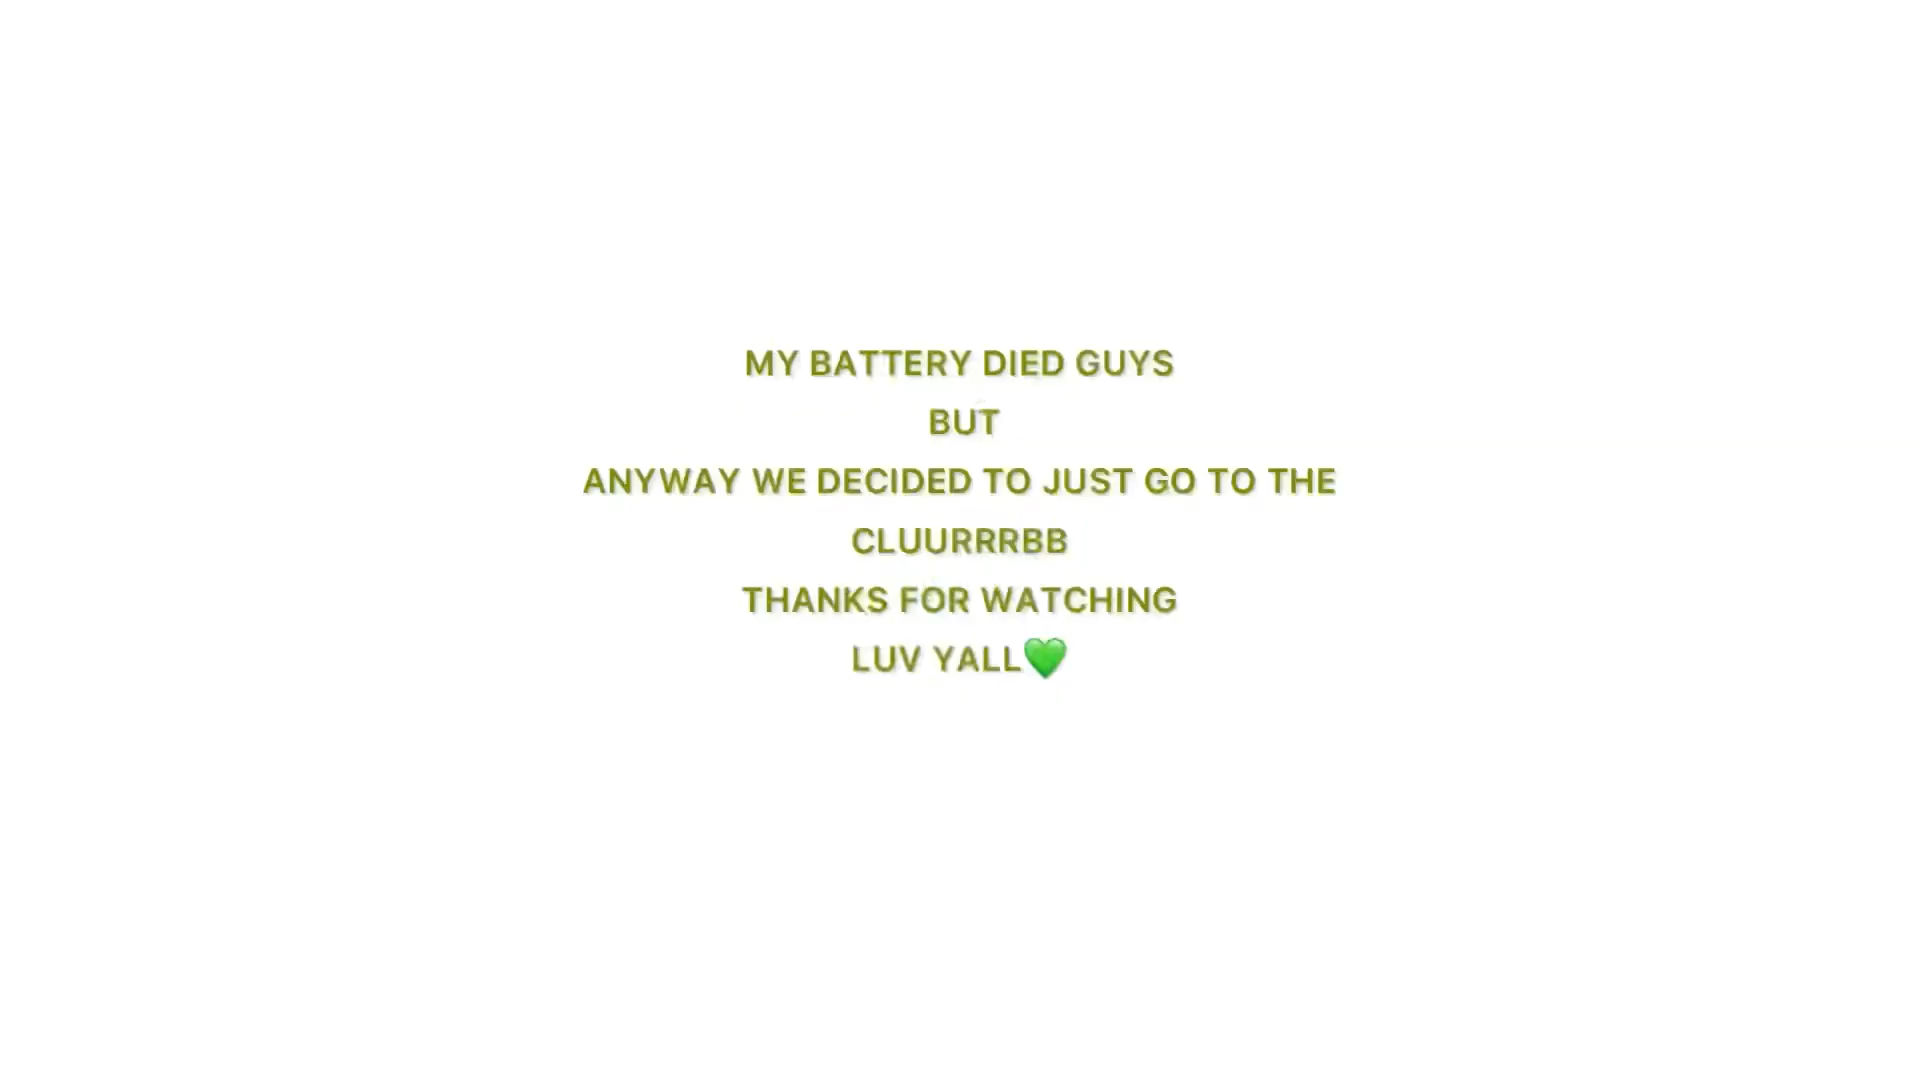 MY BATTERY DIED GUYS
BUT
ANYWAY WE DECIDED TO JUST GO TO THE
CLUURRRBB
THANKS FOR WATCHING
LUV YALL💚